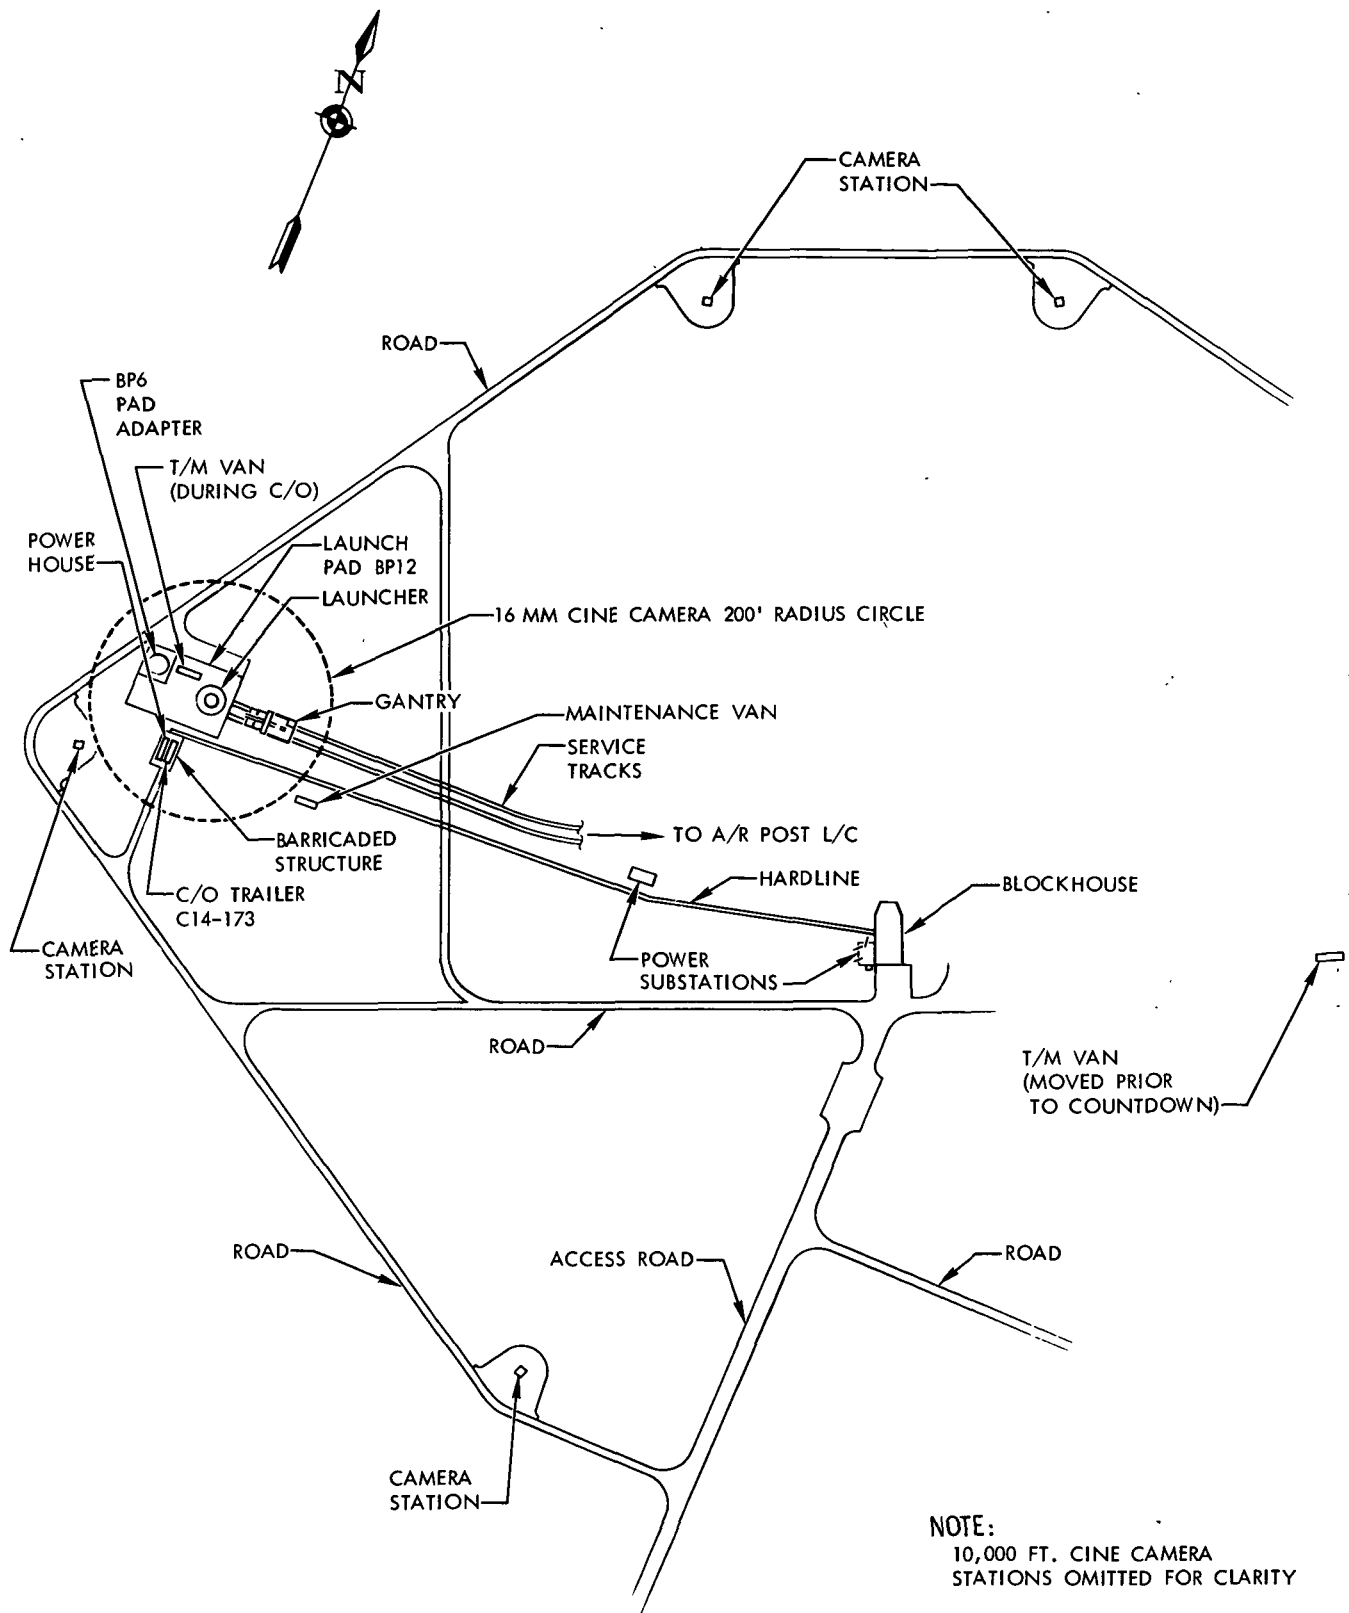 N
CAMERA
STATION
ROAD
BP6
PAD
ADAPTER
T/M VAN
(DURING C/O)
POWER
HOUSE
LAUNCH
PAD BP12
LAUNCHER
16 MM CINE CAMERA 200' RADIUS CIRCLE
GANTRY
MAINTENANCE VAN
SERVICE
TRACKS
TO A/R POST L/C
BARRICADED
STRUCTURE
HARDLINE
BLOCKHOUSE
C/O TRAILER
C14-173
CAMERA
STATION
POWER
SUBSTATIONS
ROAD
T/M VAN
(MOVED PRIOR
TO COUNTDOWN)
ROAD
ACCESS ROAD
ROAD
CAMERA
STATION
NOTE:
10,000 FT. CINE CAMERA
STATIONS OMITTED FOR CLARITY